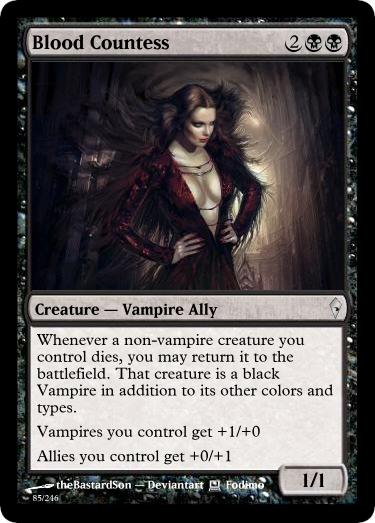 Blood Countess 2
Creature — Vampire Ally
Whenever a non-vampire creature you
control dies, you may return it to the
battlefield. That creature is a black
Vampire in addition to its other colors and
types.
Vampires you control get +1/+0
Allies you control get +0/+1
1/1
theBastardSon — Deviantart Fodimo
85/246